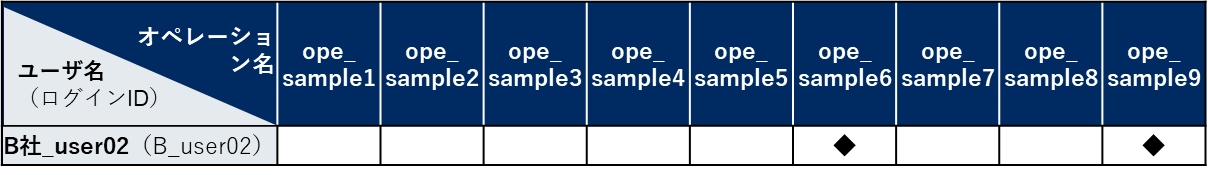 オペレーショ
ン名
ユーザ名
（ログインID）
ope_
sample1
ope_
sample2
ope_
sample3
ope_
sample4
ope_
sample5
ope_
sample6
ope_
sample7
ope_
sample8
ope_
sample9
B社_user02（B_user02） ◆ ◆